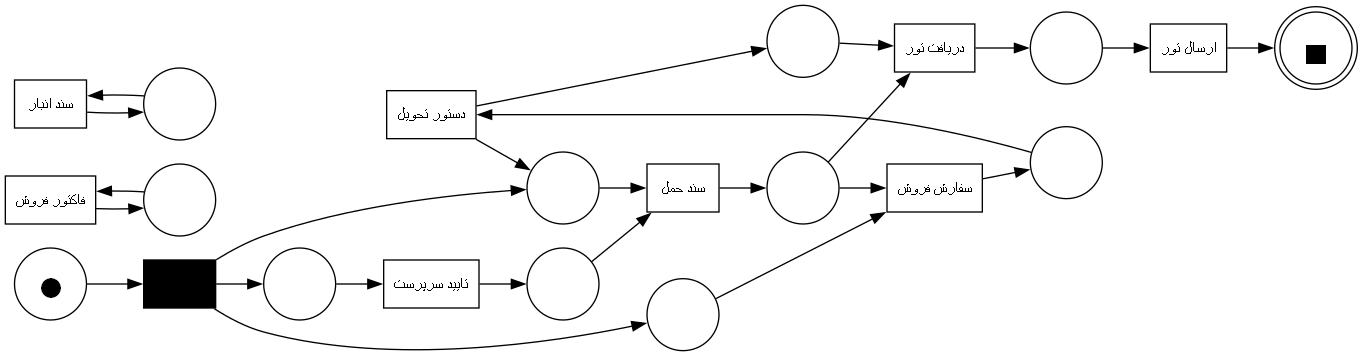 دریافت تور
ارسال تور
سند انبار
دستور تحویل
سند حمل
سفارش فروش
فاکتور فروش
تایید سرپرست